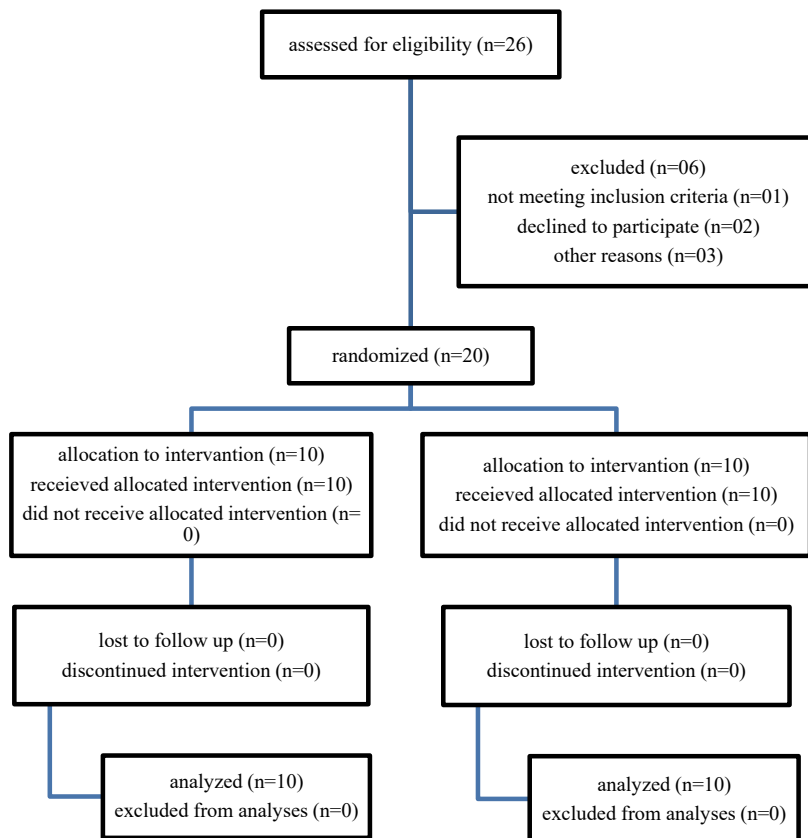 assessed for eligibility (n=26)
excluded (n=06)
not meeting inclusion criteria (n=01)
declined to participate (n=02)
other reasons (n=03)
randomized (n=20)
allocation to intervantion (n=10)
receieved allocated intervention (n=10)
did not receive allocated intervention (n=
0)
allocation to intervantion (n=10)
receieved allocated intervention (n=10)
did not receive allocated intervention (n=0)
lost to follow up (n=0)
discontinued intervention (n=0)
lost to follow up (n=0)
discontinued intervention (n=0)
analyzed (n=10)
excluded from analyses (n=0)
analyzed (n=10)
excluded from analyses (n=0)